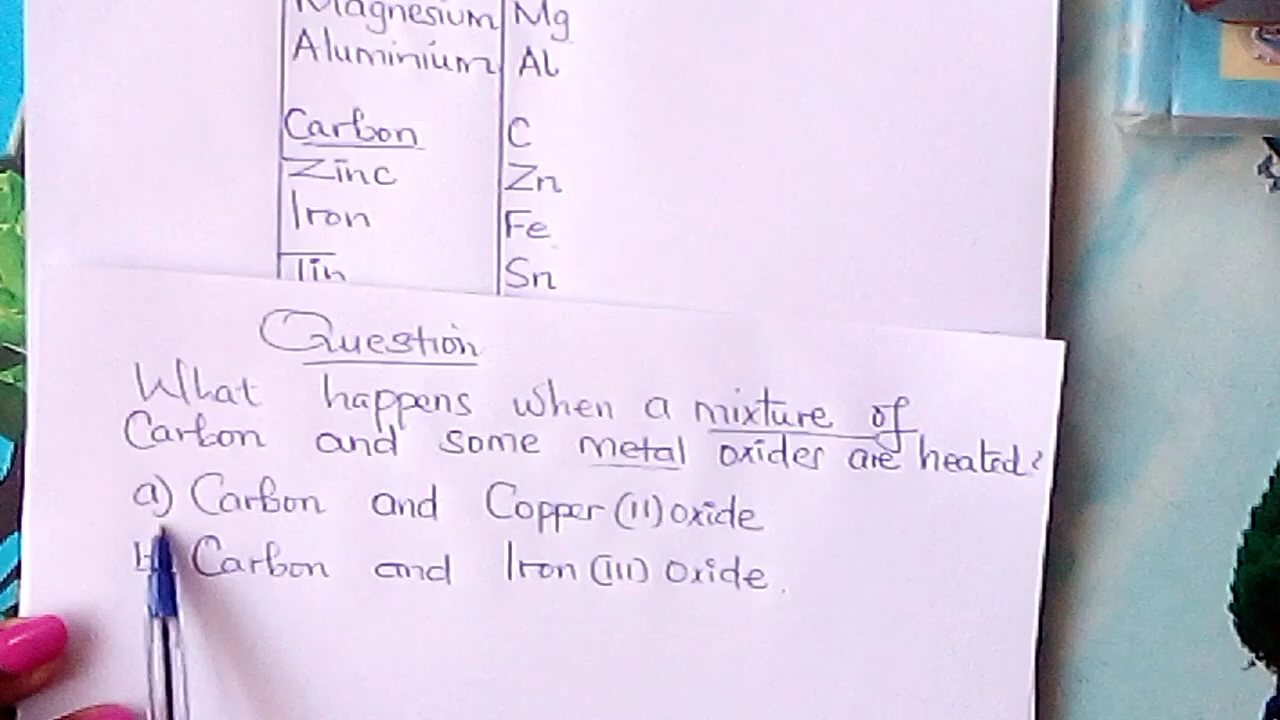 Magnesium Mg
Aluminium Al
Carbon C
Zinc Zn
Iron Fe
Tin Sn
Question
What happens when a mixture of
Carbon and some metal oxides are heated?
a) Carbon and Copper (II) oxide
Carbon and Iron (III) Oxide.